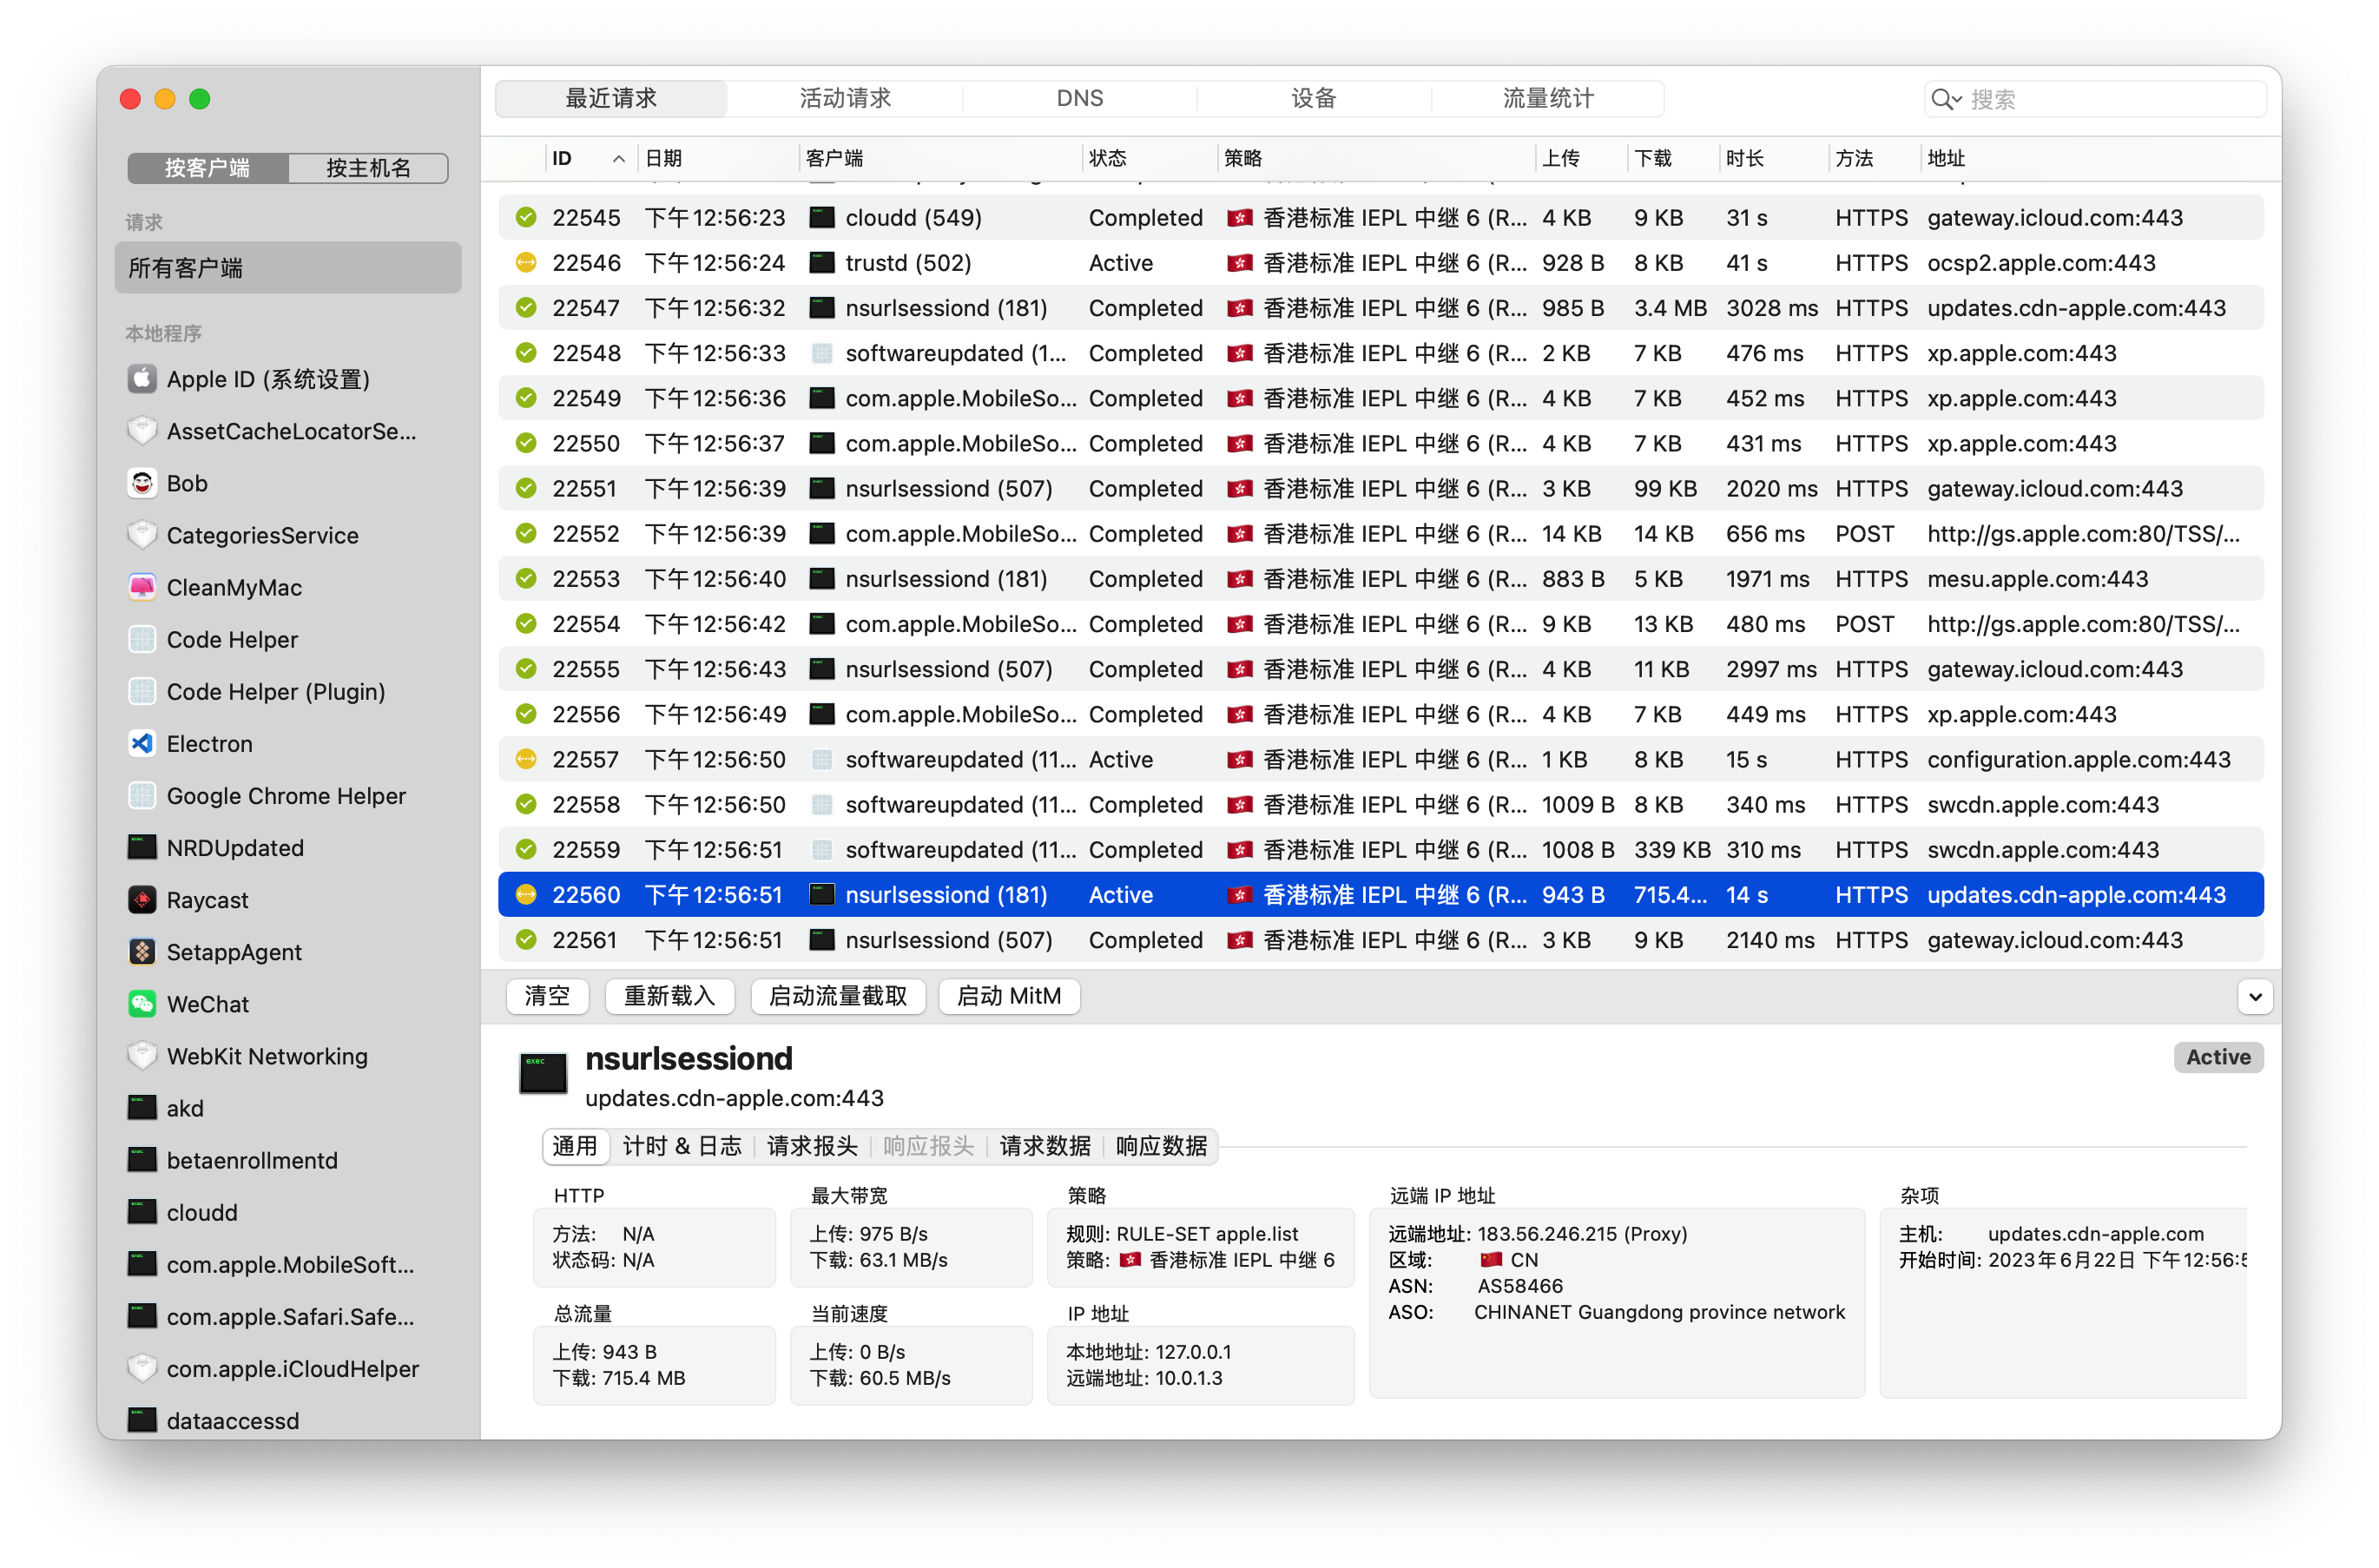 最近请求 活动请求 DNS 设备 流量统计 搜索
按客户端 按主机名
请求
所有客户端
本地程序
Apple ID (系统设置)
AssetCacheLocatorSe...
Bob
CategoriesService
CleanMyMac
Code Helper
Code Helper (Plugin)
Electron
Google Chrome Helper
NRDUpdated
Raycast
SetappAgent
WeChat
WebKit Networking
akd
betaenrollmentd
cloudd
com.apple.MobileSoft...
com.apple.Safari.Safe...
com.apple.iCloudHelper
dataaccessd
ID 日期 客户端 状态 策略 上传 下载 时长 方法 地址
22545 下午12:56:23 cloudd (549) Completed 香港标准 IEPL 中继 6 (R... 4 KB 9 KB 31 s HTTPS gateway.icloud.com:443
22546 下午12:56:24 trustd (502) Active 香港标准 IEPL 中继 6 (R... 928 B 8 KB 41 s HTTPS ocsp2.apple.com:443
22547 下午12:56:32 nsurlsessiond (181) Completed 香港标准 IEPL 中继 6 (R... 985 B 3.4 MB 3028 ms HTTPS updates.cdn-apple.com:443
22548 下午12:56:33 softwareupdated (1... Completed 香港标准 IEPL 中继 6 (R... 2 KB 7 KB 476 ms HTTPS xp.apple.com:443
22549 下午12:56:36 com.apple.MobileSo... Completed 香港标准 IEPL 中继 6 (R... 4 KB 7 KB 452 ms HTTPS xp.apple.com:443
22550 下午12:56:37 com.apple.MobileSo... Completed 香港标准 IEPL 中继 6 (R... 4 KB 7 KB 431 ms HTTPS xp.apple.com:443
22551 下午12:56:39 nsurlsessiond (507) Completed 香港标准 IEPL 中继 6 (R... 3 KB 99 KB 2020 ms HTTPS gateway.icloud.com:443
22552 下午12:56:39 com.apple.MobileSo... Completed 香港标准 IEPL 中继 6 (R... 14 KB 14 KB 656 ms POST http://gs.apple.com:80/TSS/...
22553 下午12:56:40 nsurlsessiond (181) Completed 香港标准 IEPL 中继 6 (R... 883 B 5 KB 1971 ms HTTPS mesu.apple.com:443
22554 下午12:56:42 com.apple.MobileSo... Completed 香港标准 IEPL 中继 6 (R... 9 KB 13 KB 480 ms POST http://gs.apple.com:80/TSS/...
22555 下午12:56:43 nsurlsessiond (507) Completed 香港标准 IEPL 中继 6 (R... 4 KB 11 KB 2997 ms HTTPS gateway.icloud.com:443
22556 下午12:56:49 com.apple.MobileSo... Completed 香港标准 IEPL 中继 6 (R... 4 KB 7 KB 449 ms HTTPS xp.apple.com:443
22557 下午12:56:50 softwareupdated (11... Active 香港标准 IEPL 中继 6 (R... 1 KB 8 KB 15 s HTTPS configuration.apple.com:443
22558 下午12:56:50 softwareupdated (11... Completed 香港标准 IEPL 中继 6 (R... 1009 B 8 KB 340 ms HTTPS swcdn.apple.com:443
22559 下午12:56:51 softwareupdated (11... Completed 香港标准 IEPL 中继 6 (R... 1008 B 339 KB 310 ms HTTPS swcdn.apple.com:443
22560 下午12:56:51 nsurlsessiond (181) Active 香港标准 IEPL 中继 6 (R... 943 B 715.4... 14 s HTTPS updates.cdn-apple.com:443
22561 下午12:56:51 nsurlsessiond (507) Completed 香港标准 IEPL 中继 6 (R... 3 KB 9 KB 2140 ms HTTPS gateway.icloud.com:443
清空 重新载入 启动流量截取 启动 MitM
exec
nsurlsessiond
Active
updates.cdn-apple.com:443
通用 计时 & 日志 请求报头 响应报头 请求数据 响应数据
HTTP
方法: N/A
状态码: N/A
最大带宽
上传: 975 B/s
下载: 63.1 MB/s
策略
规则: RULE-SET apple.list
策略: 香港标准 IEPL 中继 6
远端 IP 地址
远端地址: 183.56.246.215 (Proxy)
区域: CN
ASN: AS58466
ASO: CHINANET Guangdong province network
杂项
主机: updates.cdn-apple.com
开始时间: 2023年6月22日 下午12:56:5
总流量
上传: 943 B
下载: 715.4 MB
当前速度
上传: 0 B/s
下载: 60.5 MB/s
IP 地址
本地地址: 127.0.0.1
远端地址: 10.0.1.3